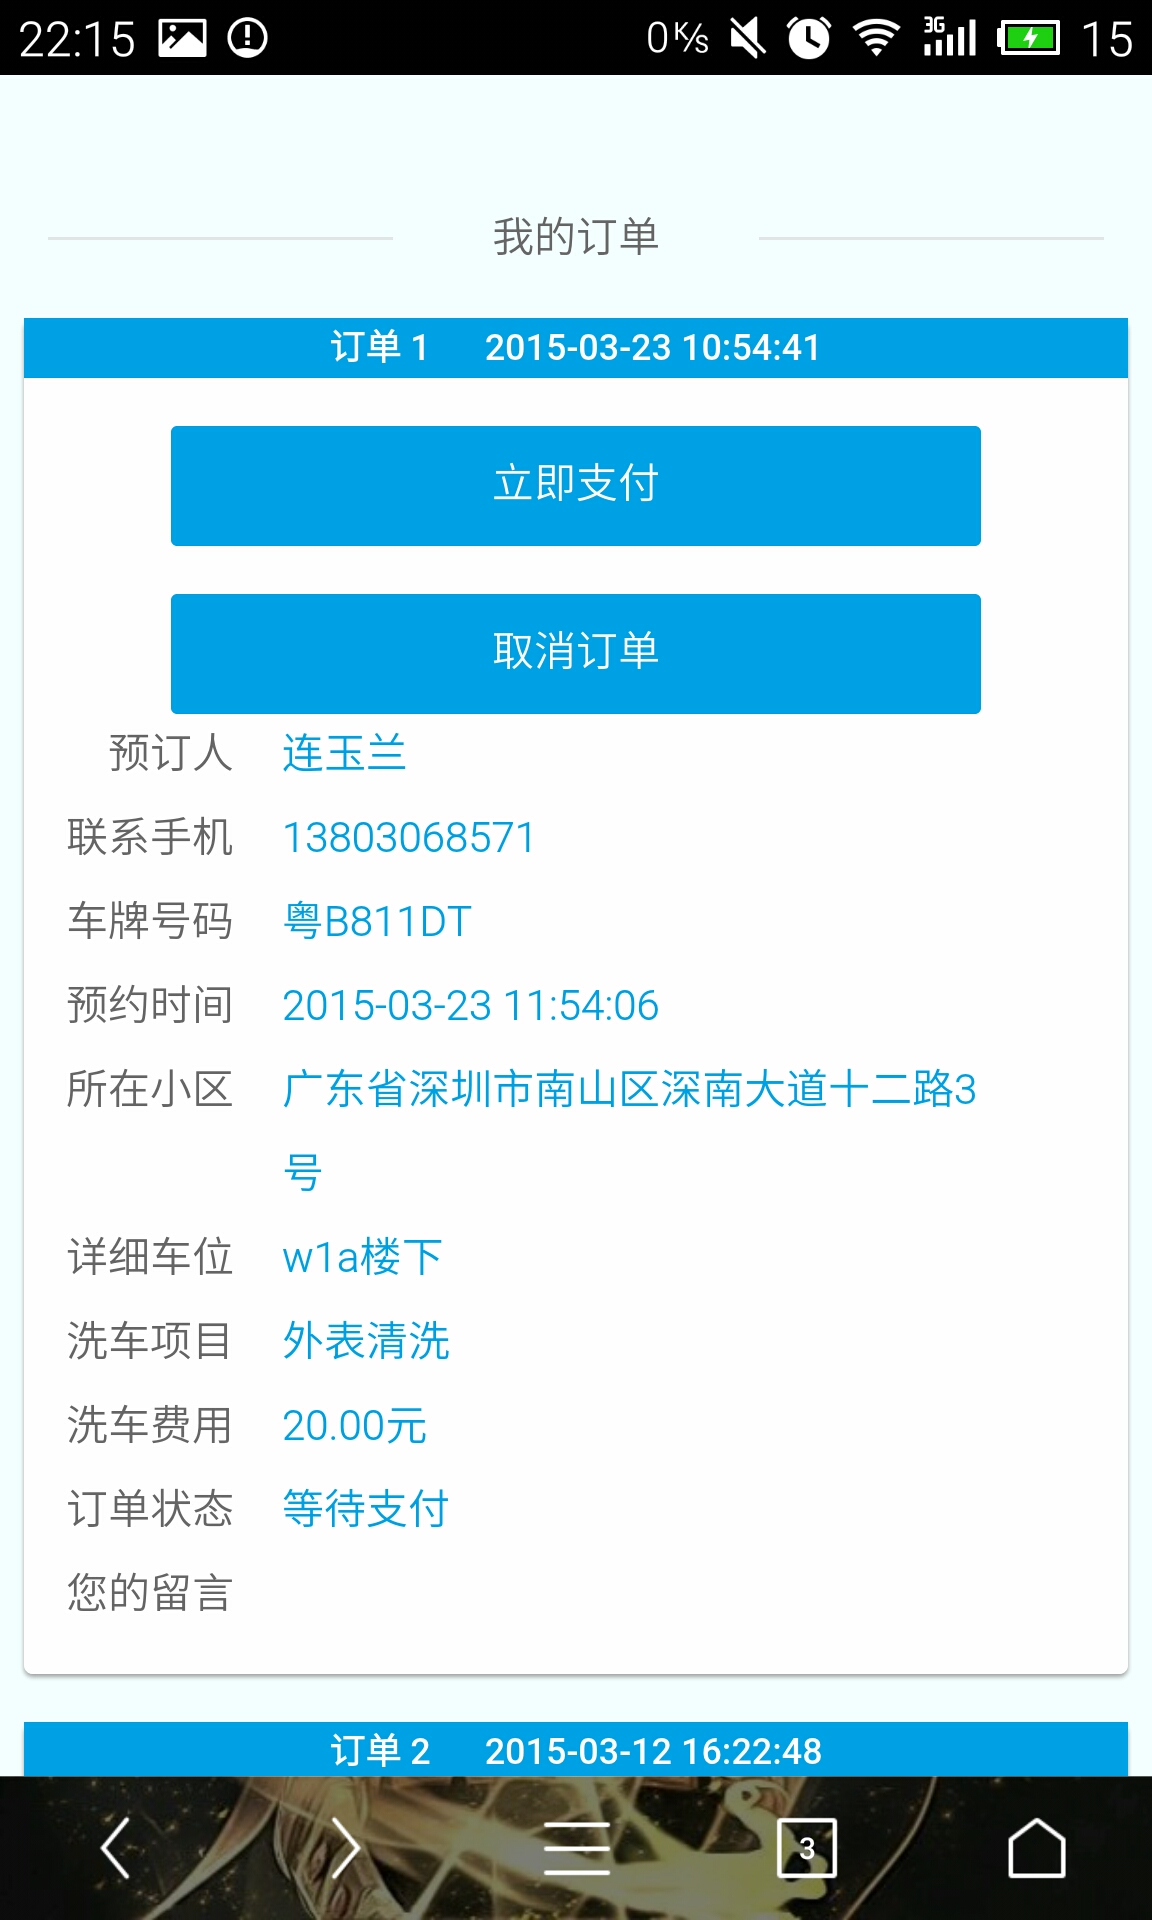 22:15 0 K/s 3G 15
我的订单
订单 1 2015-03-23 10:54:41
立即支付
取消订单
预订人 连玉兰
联系手机 13803068571
车牌号码 粤B811DT
预约时间 2015-03-23 11:54:06
所在小区 广东省深圳市南山区深南大道十二路3
号
详细车位 w1a楼下
洗车项目 外表清洗
洗车费用 20.00元
订单状态 等待支付
您的留言
订单 2 2015-03-12 16:22:48
3